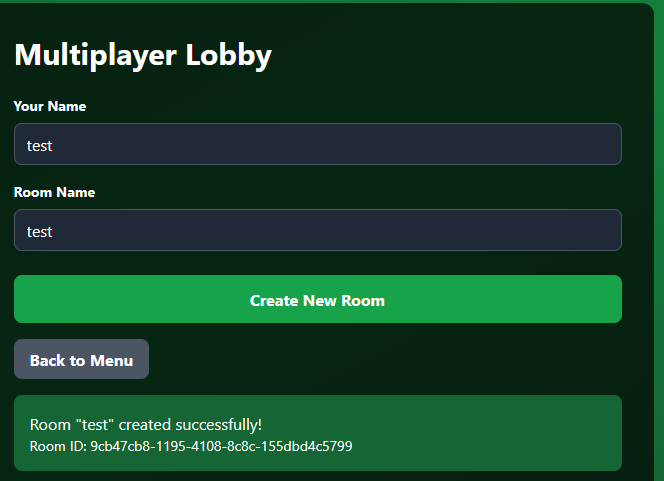 Multiplayer Lobby
Your Name
test
Room Name
test
Create New Room
Back to Menu
Room "test" created successfully!
Room ID: 9cb47cb8-1195-4108-8c8c-155dbd4c5799